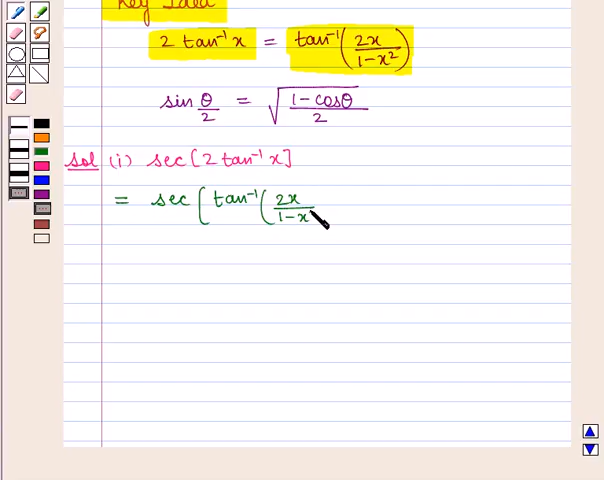 Key Idea
2 tan⁻¹ x = tan⁻¹(2x/1-x²)
sin θ/2 = √(1-cosθ/2)
Sol (i) sec[2 tan⁻¹ x]
= sec[tan⁻¹(2x/1-x